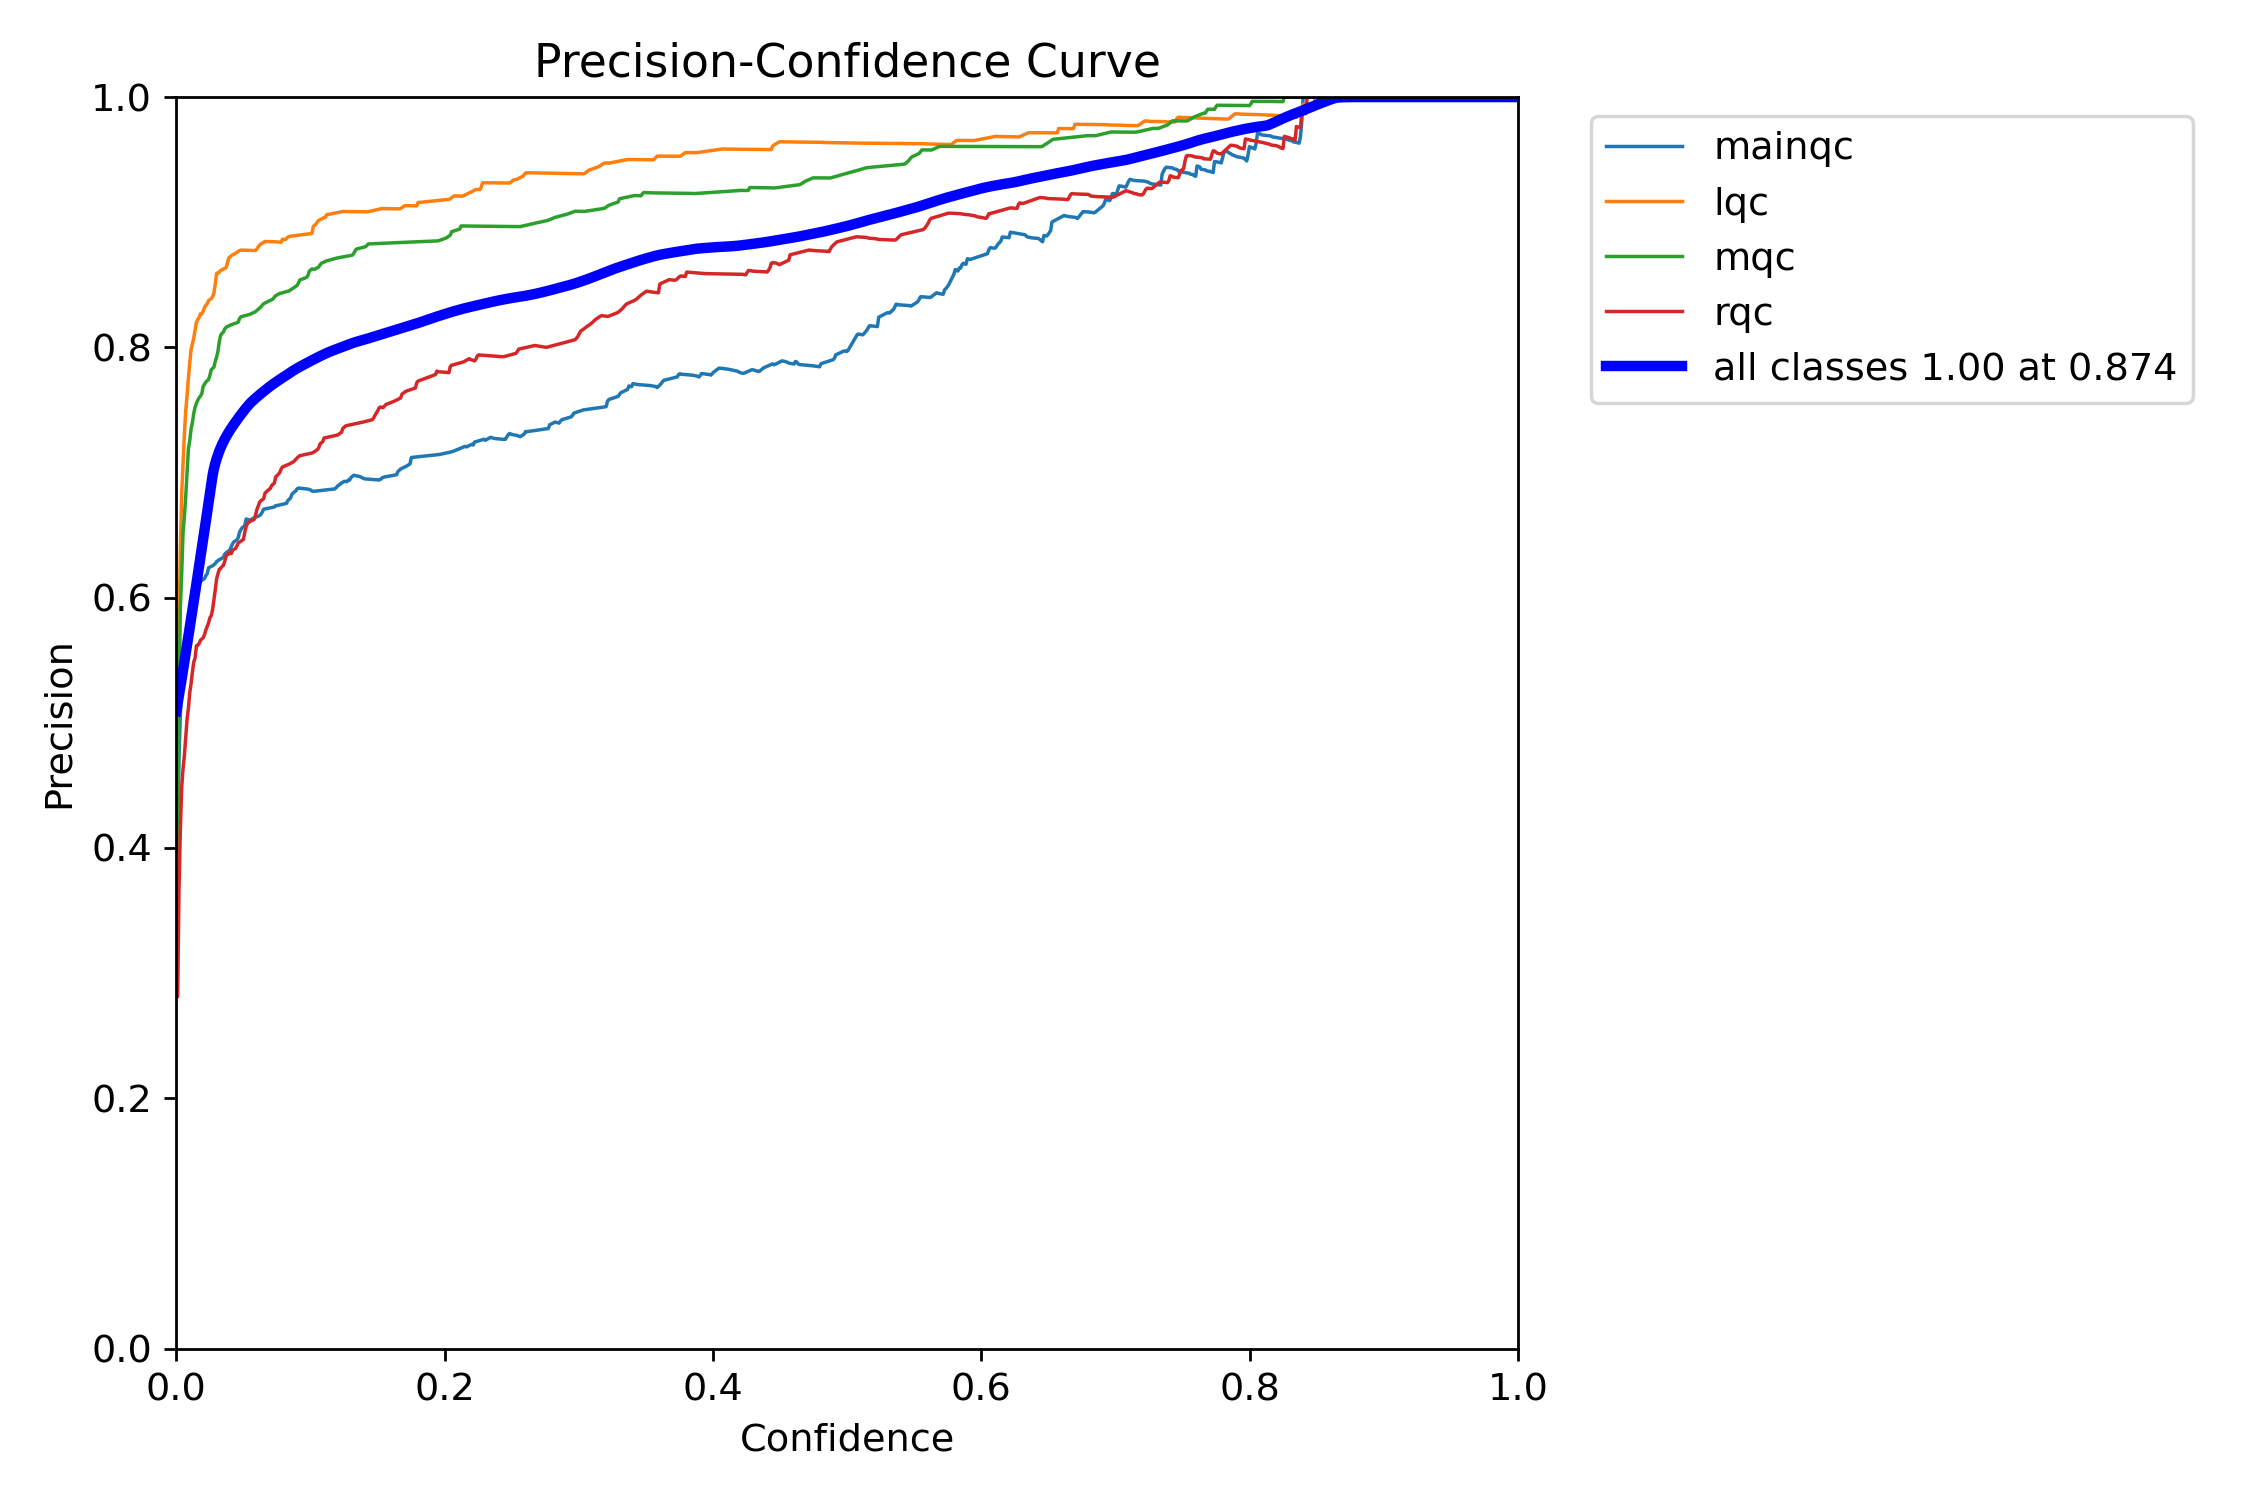 Precision-Confidence Curve
1.0
0.8
0.6
0.4
0.2
0.0
Precision
0.0 0.2 0.4 0.6 0.8 1.0
Confidence
mainqc
lqc
mqc
rqc
all classes 1.00 at 0.874